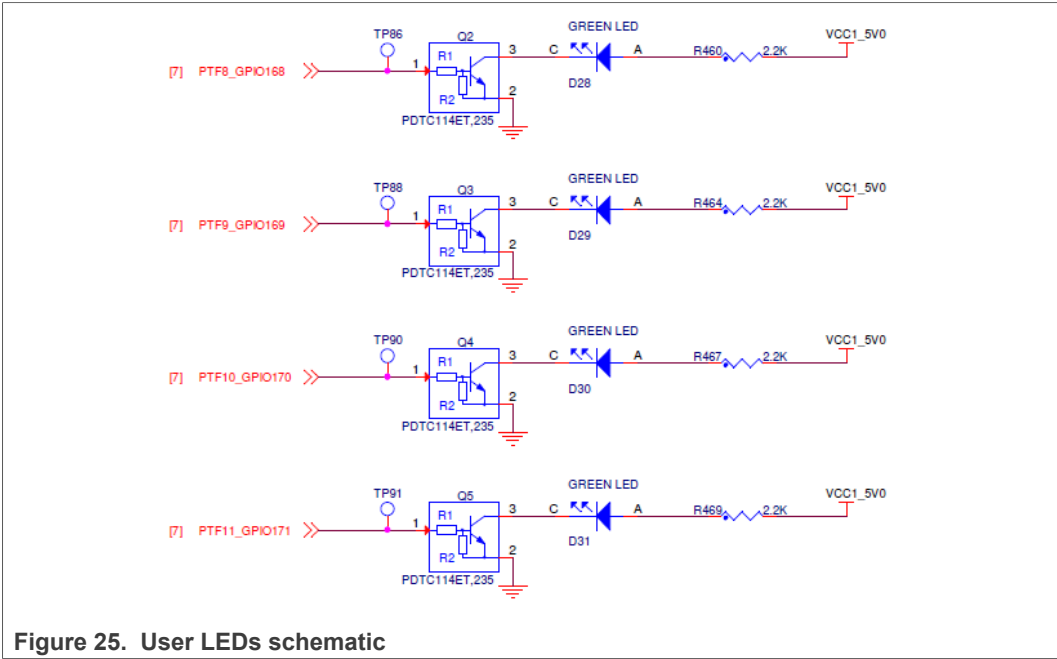 GREEN LED
TP86 Q2 VCC1_5V0
R1 3 C A R460 2.2K
[7] PTF8_GPIO168 1
D28
R2 2
PDTC114ET,235
GREEN LED
TP88 Q3 VCC1_5V0
R1 3 C A R464 2.2K
[7] PTF9_GPIO169 1
D29
R2 2
PDTC114ET,235
GREEN LED
TP90 Q4 VCC1_5V0
R1 3 C A R467 2.2K
[7] PTF10_GPIO170 1
D30
R2 2
PDTC114ET,235
GREEN LED
TP91 Q5 VCC1_5V0
R1 3 C A R469 2.2K
[7] PTF11_GPIO171 1
D31
R2 2
PDTC114ET,235
Figure 25. User LEDs schematic